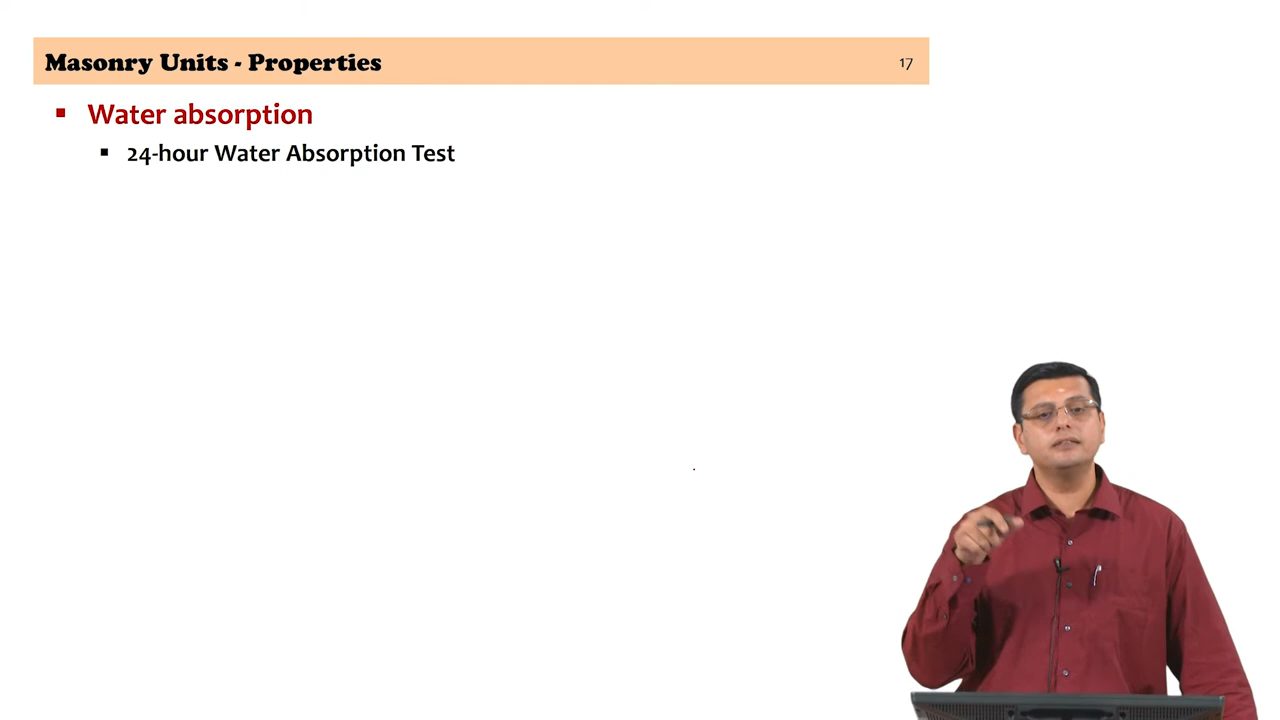 Masonry Units - Properties
17
Water absorption
24-hour Water Absorption Test